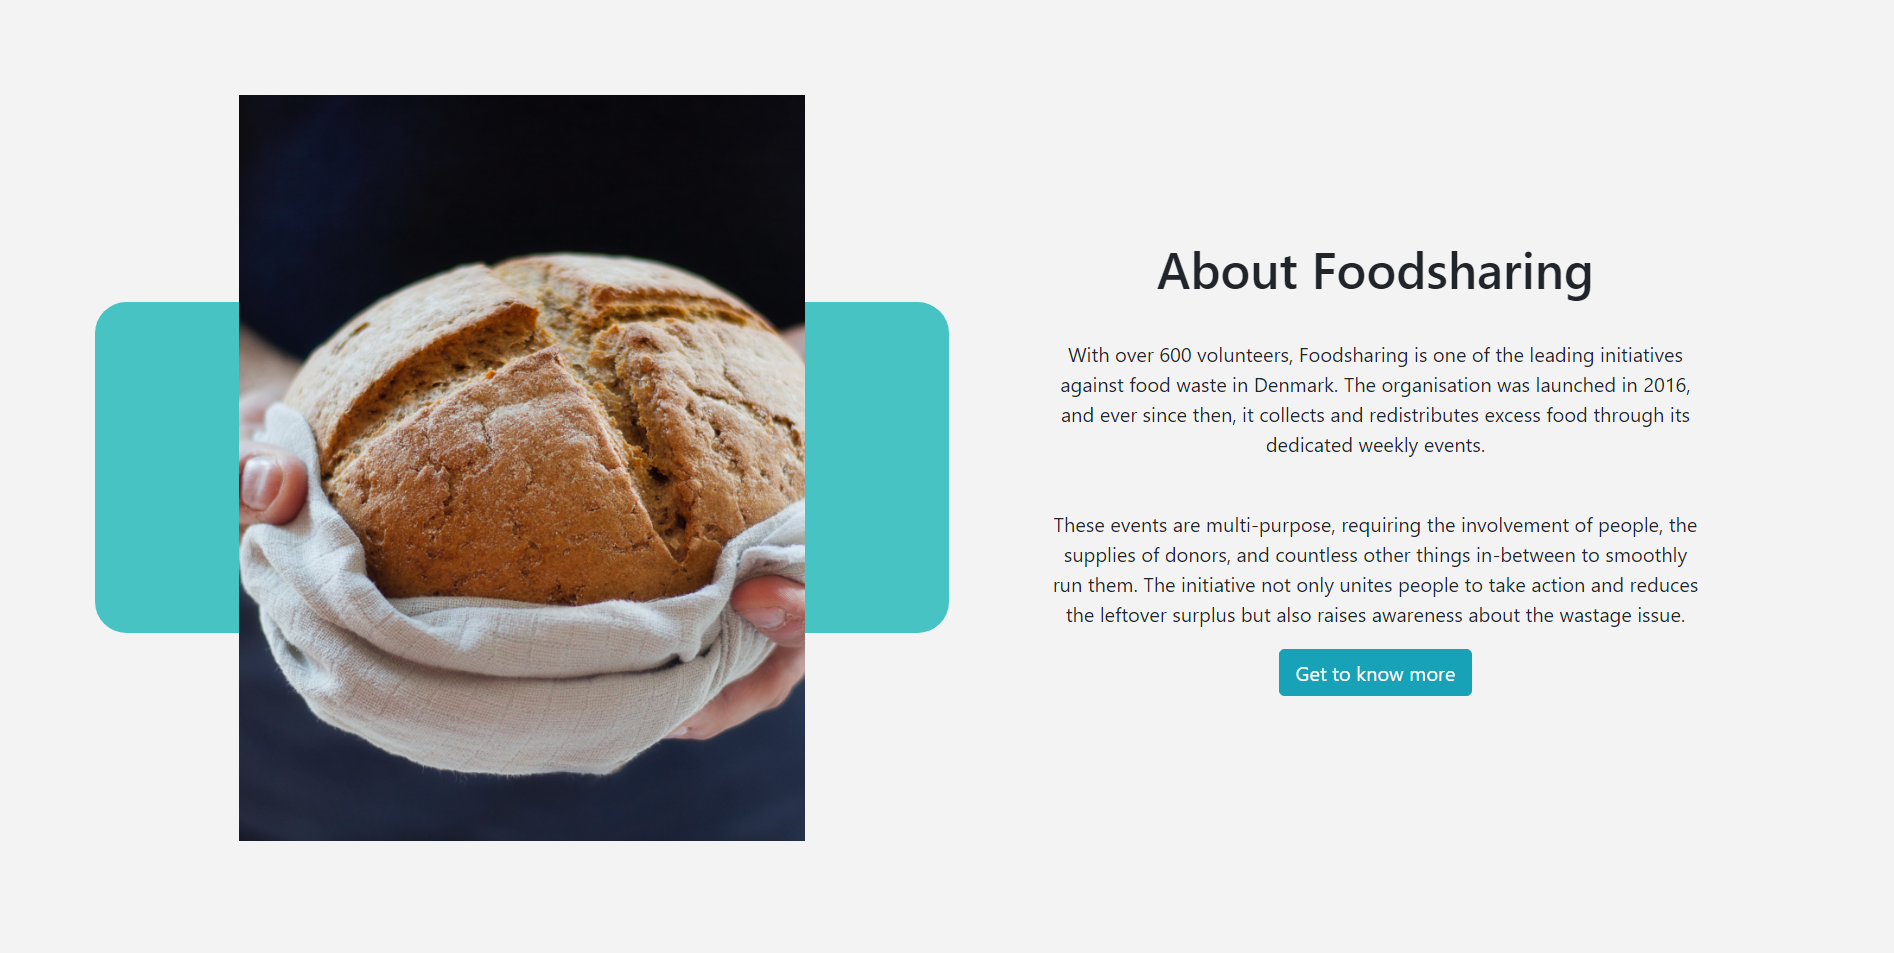 About Foodsharing
With over 600 volunteers, Foodsharing is one of the leading initiatives
against food waste in Denmark. The organisation was launched in 2016,
and ever since then, it collects and redistributes excess food through its
dedicated weekly events.
These events are multi-purpose, requiring the involvement of people, the
supplies of donors, and countless other things in-between to smoothly
run them. The initiative not only unites people to take action and reduces
the leftover surplus but also raises awareness about the wastage issue.
Get to know more